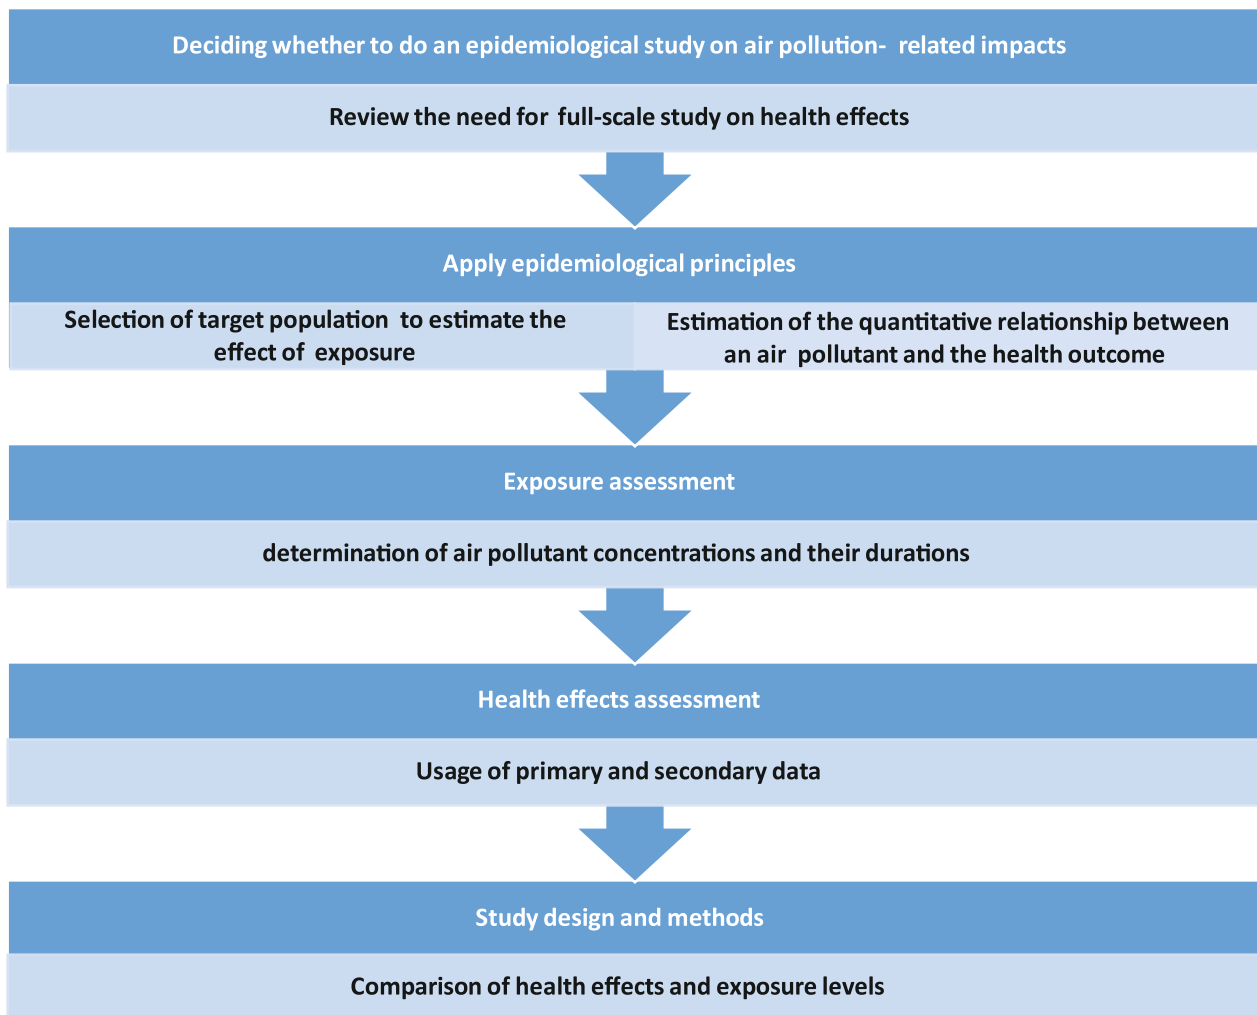 Deciding whether to do an epidemiological study on air pollution- related impacts
Review the need for full-scale study on health effects
Apply epidemiological principles
Selection of target population to estimate the
effect of exposure
Estimation of the quantitative relationship between
an air pollutant and the health outcome
Exposure assessment
determination of air pollutant concentrations and their durations
Health effects assessment
Usage of primary and secondary data
Study design and methods
Comparison of health effects and exposure levels